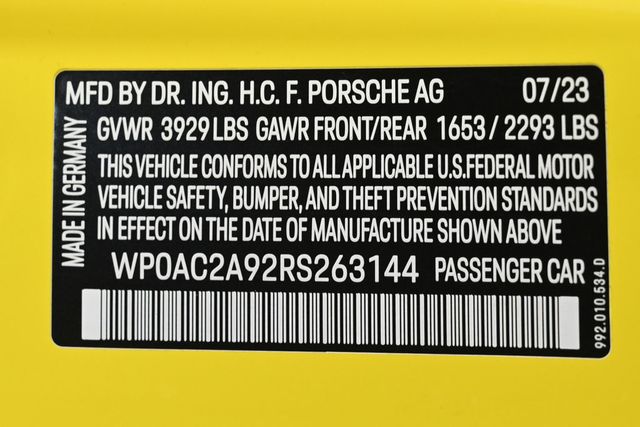 MFD BY DR. ING. H.C. F. PORSCHE AG 07/23
GVWR 3929 LBS GAWR FRONT/REAR 1653 / 2293 LBS
THIS VEHICLE CONFORMS TO ALL APPLICABLE U.S. FEDERAL MOTOR
VEHICLE SAFETY, BUMPER, AND THEFT PREVENTION STANDARDS
IN EFFECT ON THE DATE OF MANUFACTURE SHOWN ABOVE
WP0AC2A92RS263144 PASSENGER CAR
MADE IN GERMANY
992.010.534.D